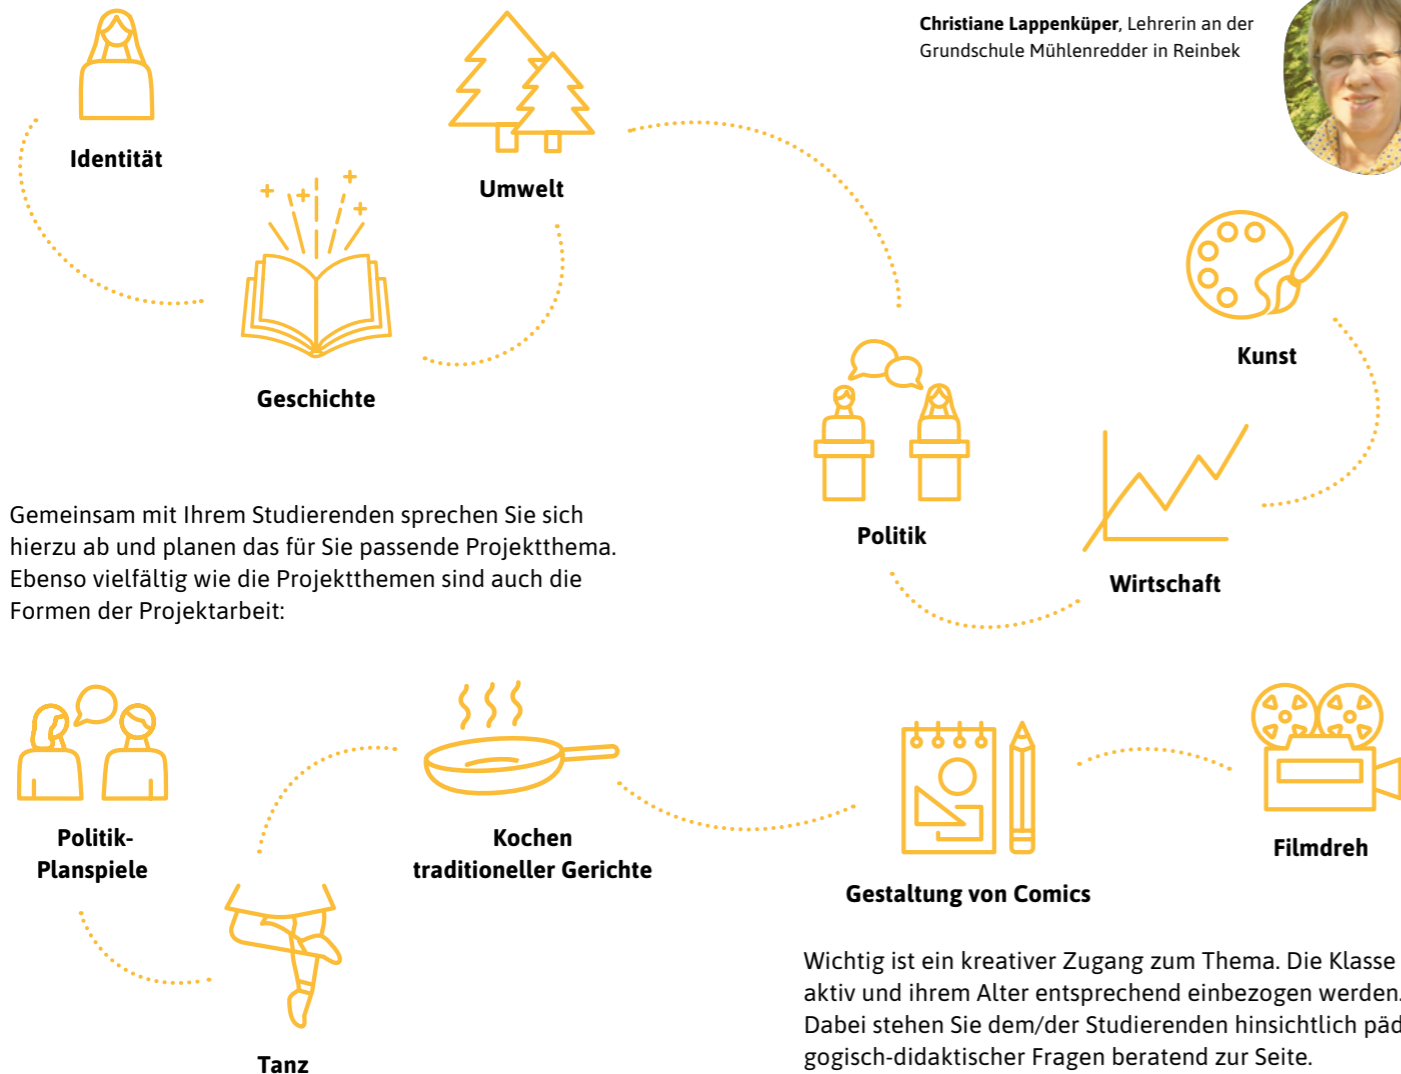 Christiane Lappenküper, Lehrerin an der
Grundschule Mühlenredder in Reinbek
Identität
Umwelt
Geschichte
Kunst
Politik
Wirtschaft
Gemeinsam mit Ihrem Studierenden sprechen Sie sich
hierzu ab und planen das für Sie passende Projektthema.
Ebenso vielfältig wie die Projektthemen sind auch die
Formen der Projektarbeit:
Politik-
Planspiele
Tanz
Kochen
traditioneller Gerichte
Gestaltung von Comics
Filmdreh
Wichtig ist ein kreativer Zugang zum Thema. Die Klasse
aktiv und ihrem Alter entsprechend einbezogen werden.
Dabei stehen Sie dem/der Studierenden hinsichtlich päd
gogisch-didaktischer Fragen beratend zur Seite.